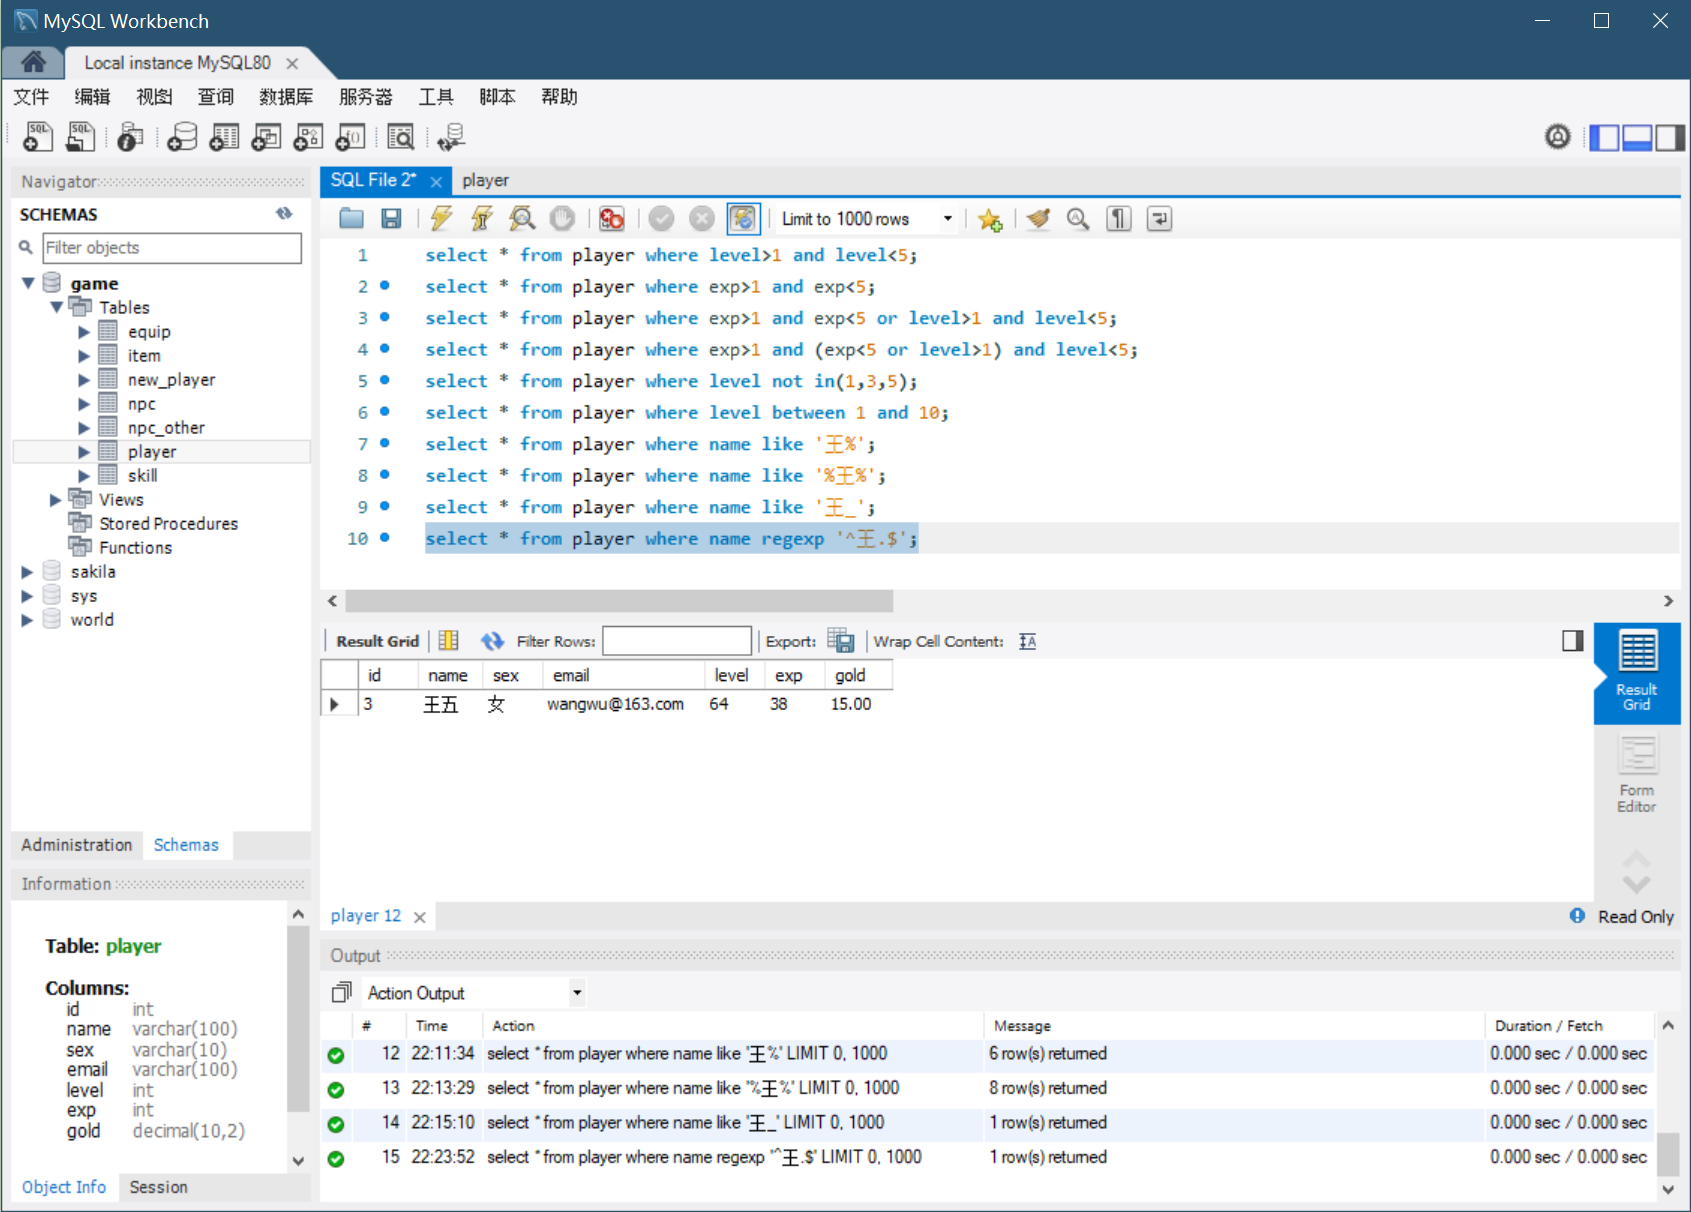 MySQL Workbench
Local instance MySQL80
文件 编辑 视图 查询 数据库 服务器 工具 脚本 帮助
Navigator
SCHEMAS
Filter objects
game
Tables
equip
item
new_player
npc
npc_other
player
skill
Views
Stored Procedures
Functions
sakila
sys
world
Administration Schemas
Information
Table: player
Columns:
id int
name varchar(100)
sex varchar(10)
email varchar(100)
level int
exp int
gold decimal(10,2)
Object Info Session
SQL File 2* player
Limit to 1000 rows
1 select * from player where level>1 and level<5;
2 select * from player where exp>1 and exp<5;
3 select * from player where exp>1 and exp<5 or level>1 and level<5;
4 select * from player where exp>1 and (exp<5 or level>1) and level<5;
5 select * from player where level not in(1,3,5);
6 select * from player where level between 1 and 10;
7 select * from player where name like '王%';
8 select * from player where name like '%王%';
9 select * from player where name like '王_';
10 select * from player where name regexp '^王.$';
Result Grid Filter Rows: Export: Wrap Cell Content:
id name sex email level exp gold
3 王五 女 wangwu@163.com 64 38 15.00
Result Grid
Form Editor
player 12
Read Only
Output
Action Output
# Time Action Message Duration / Fetch
12 22:11:34 select * from player where name like '王%' LIMIT 0, 1000 6 row(s) returned 0.000 sec / 0.000 sec
13 22:13:29 select * from player where name like '%王%' LIMIT 0, 1000 8 row(s) returned 0.000 sec / 0.000 sec
14 22:15:10 select * from player where name like '王_' LIMIT 0, 1000 1 row(s) returned 0.000 sec / 0.000 sec
15 22:23:52 select * from player where name regexp '^王.$' LIMIT 0, 1000 1 row(s) returned 0.000 sec / 0.000 sec